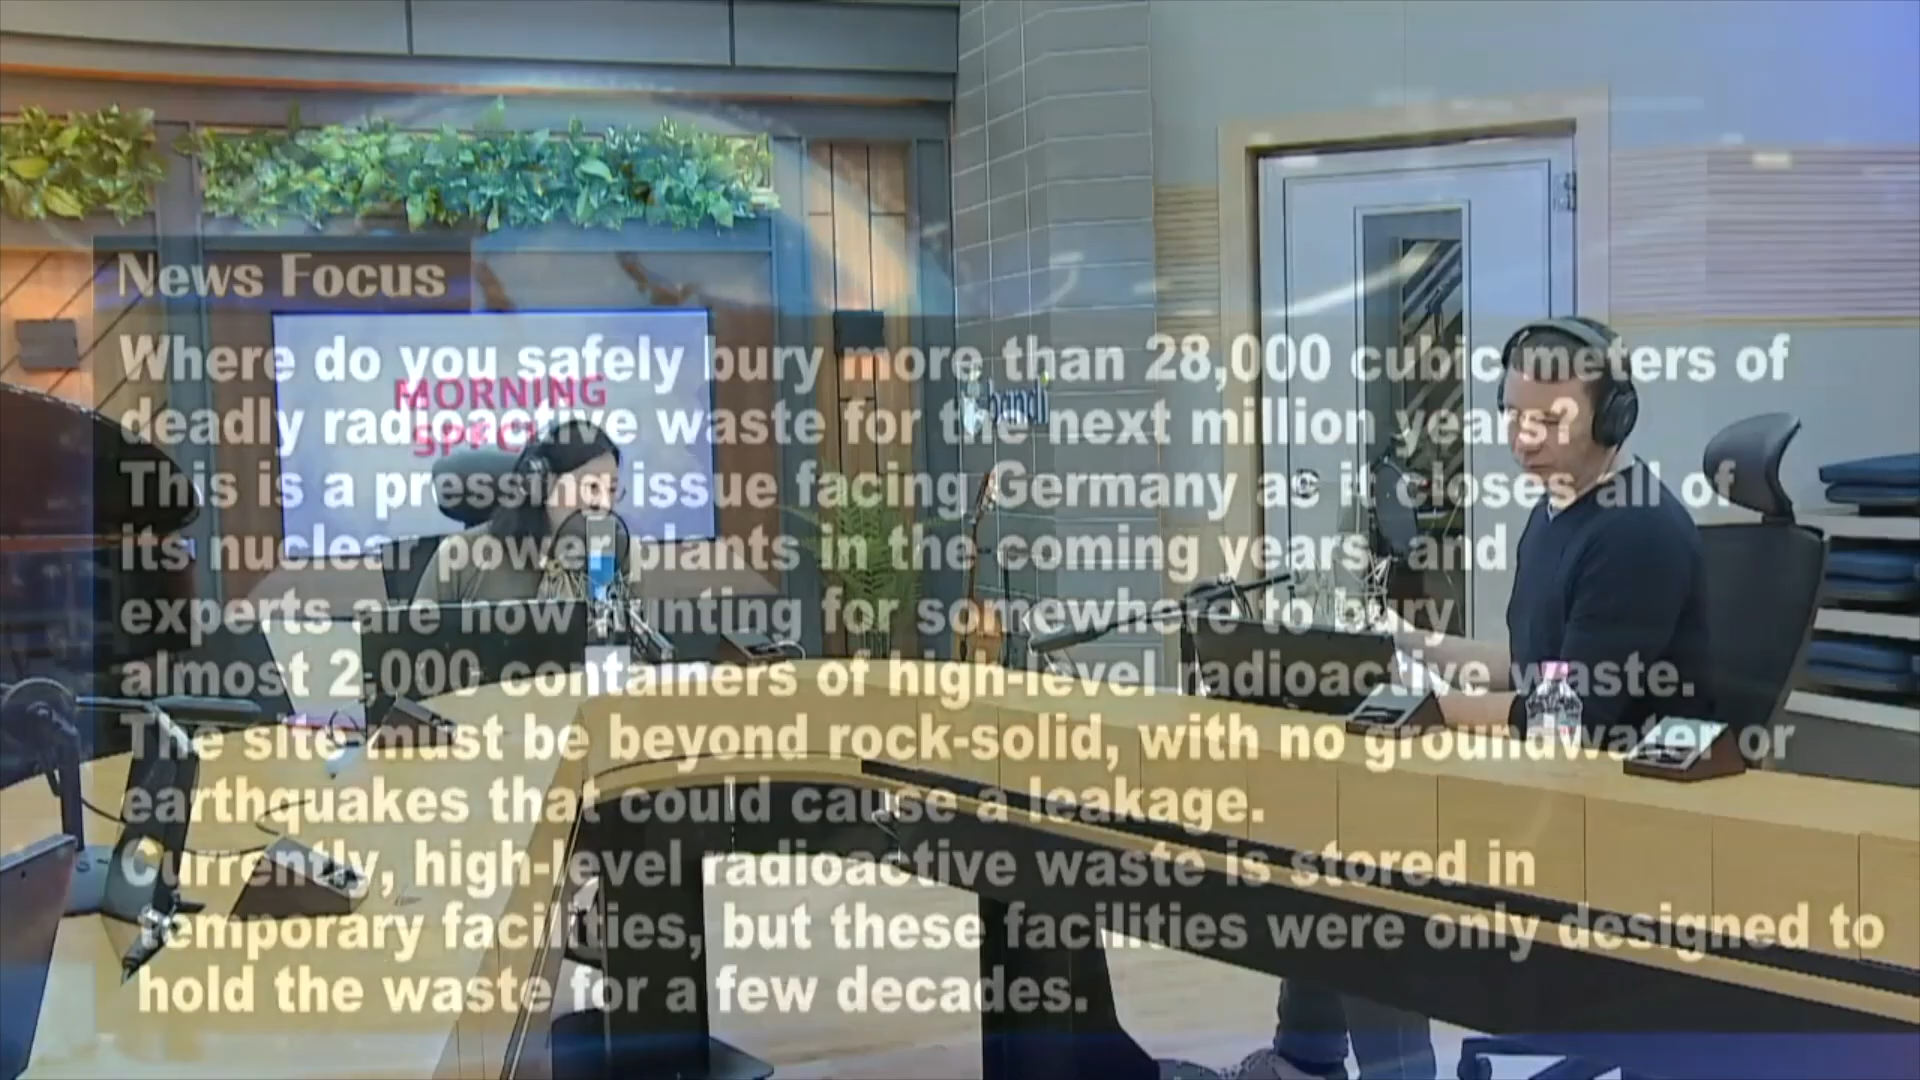 News Focus
Where do you safely bury more than 28,000 cubic meters of
deadly radioactive waste for the next million years?
This is a pressing issue facing Germany as it closes all of
its nuclear power plants in the coming years, and
experts are now hunting for somewhere to bury
almost 2,000 containers of high-level radioactive waste.
The site must be beyond rock-solid, with no groundwater or
earthquakes that could cause a leakage.
Currently, high-level radioactive waste is stored in
temporary facilities, but these facilities were only designed to
hold the waste for a few decades.
MORNING
bandi